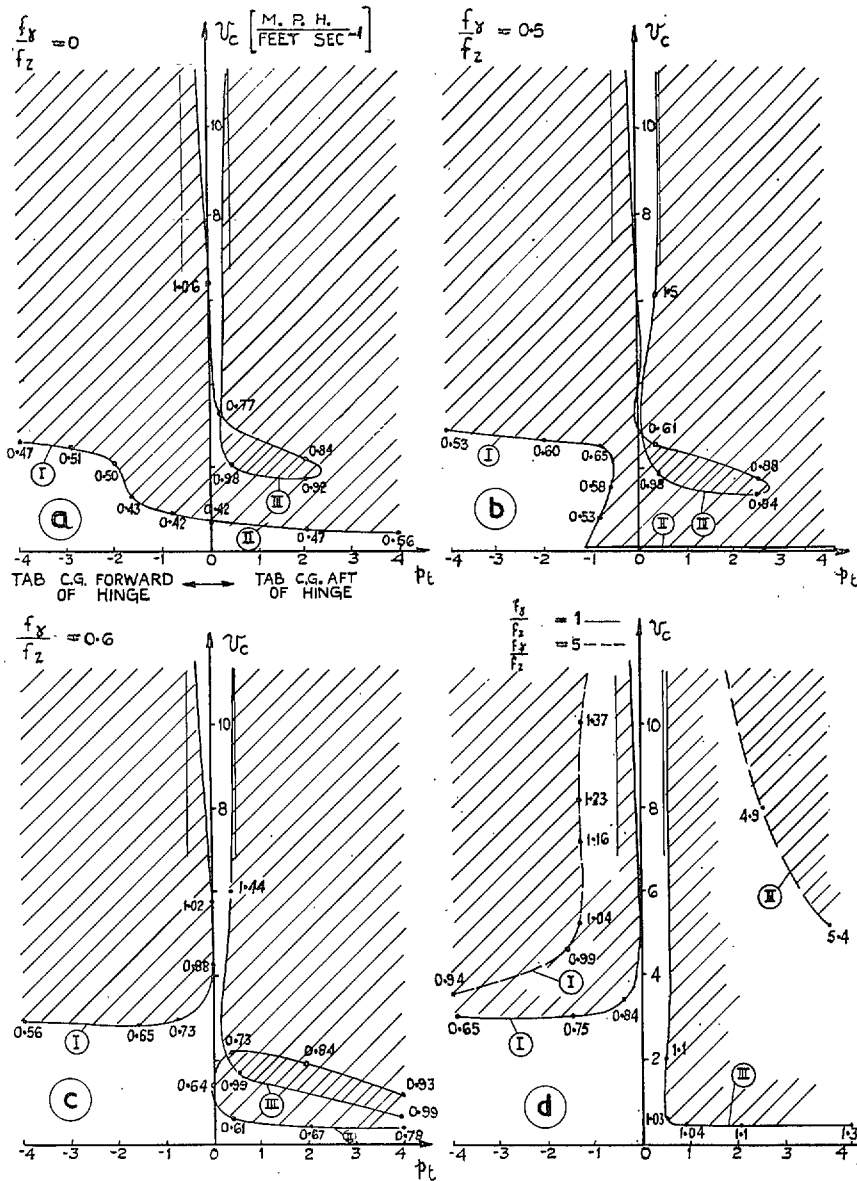 fγ/fz = 0
V_c [M. P. H. / FEET SEC⁻¹]
10
8
1·06
0·77
0·84
0·98
0·92
III
0·47
0·51
0·50
I
0·43
0·42
0·42
II
0·47
0·56
a
-4 -3 -2 -1 0 1 2 3 4 Pt
TAB C.G. FORWARD OF HINGE
TAB C.G. AFT OF HINGE
fγ/fz = 0·5
V_c
10
8
1·5
0·61
0·88
0·98
0·94
0·53
0·60
0·65
I
0·58
0·53
b
II
III
-4 -3 -2 -1 0 1 2 3 4 Pt
fγ/fz = 0·6
V_c
10
8
1·44
1·02
0·88
0·56
0·65
0·73
I
0·73
0·84
0·93
0·64
0·99
III
0·99
0·61
0·67
II
0·78
c
-4 -3 -2 -1 0 1 2 3 4
Pt
fγ/fz = 1
fγ/fz = 5
V_c
10
8
6
4
2
1·37
1·23
1·16
1·04
0·99
0·94
I
0·65
0·75
0·84
I
4·9
5·4
1·1
1·03
1·04
1·1
III
1·3
d
-4 -3 -2 -1 0 1 2 3
Pt